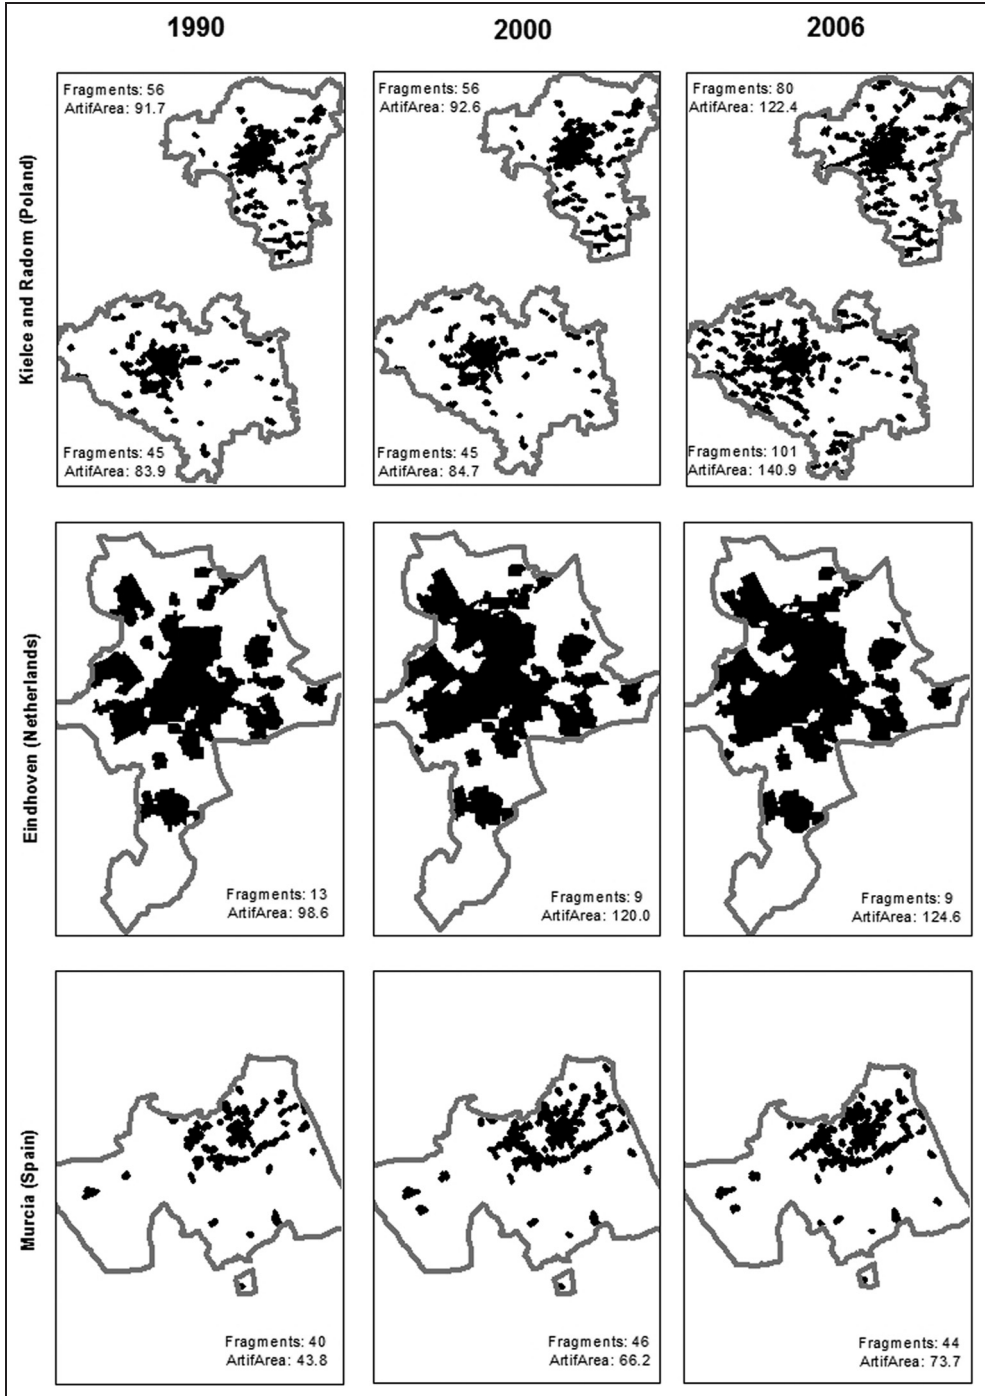 1990
2000
2006
Kielce and Radom (Poland)
Fragments: 56
ArtifArea: 91.7
Fragments: 56
ArtifArea: 92.6
Fragments: 80
ArtifArea: 122.4
Fragments: 45
ArtifArea: 83.9
Fragments: 45
ArtifArea: 84.7
Fragments: 101
ArtifArea: 140.9
Eindhoven (Netherlands)
Fragments: 13
ArtifArea: 98.6
Fragments: 9
ArtifArea: 120.0
Fragments: 9
ArtifArea: 124.6
Murcia (Spain)
Fragments: 40
ArtifArea: 43.8
Fragments: 46
ArtifArea: 66.2
Fragments: 44
ArtifArea: 73.7